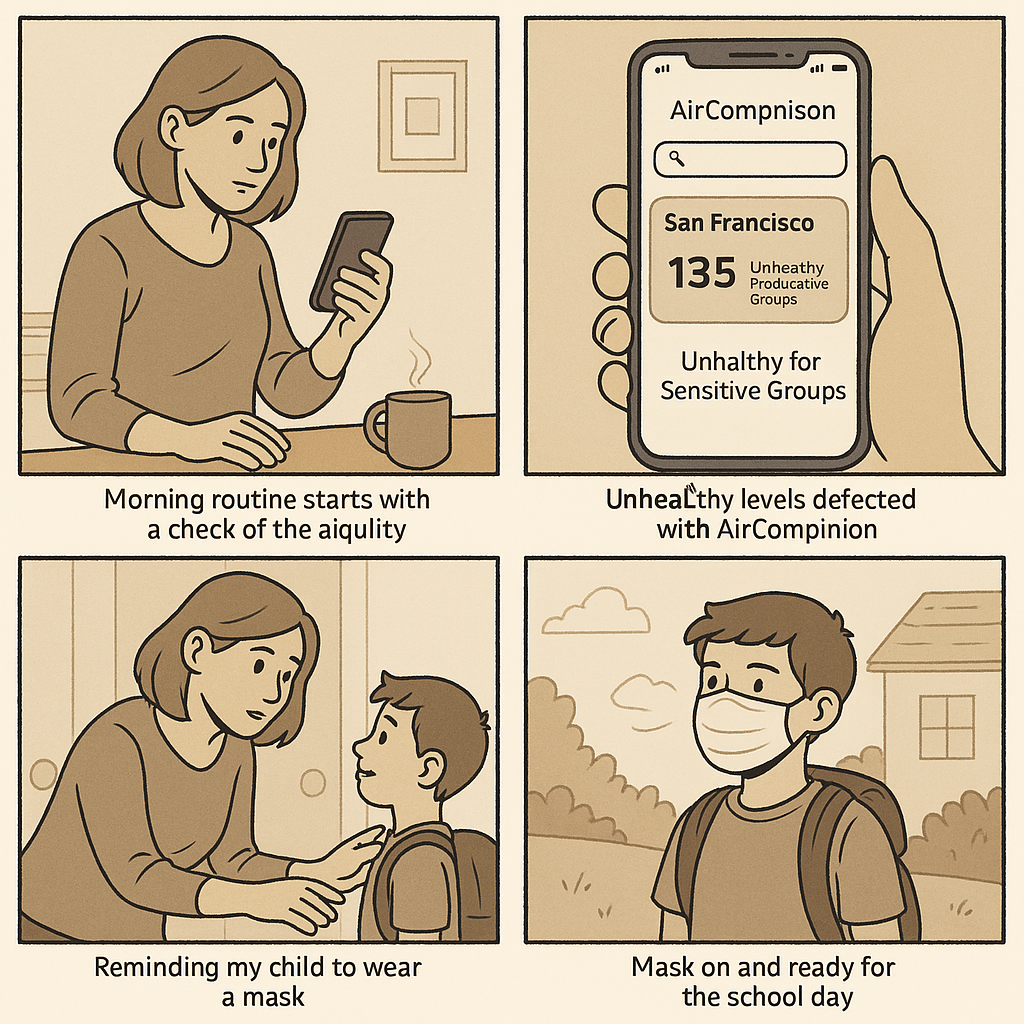 Morning routine starts with
a check of the aiqulity
AirCompnison
San Francisco
135
Unheathy
Producative
Groups
Unhalthy for
Sensitive Groups
Unhealthy levels defected
with AirCompinion
Reminding my child to wear
a mask
Mask on and ready for
the school day